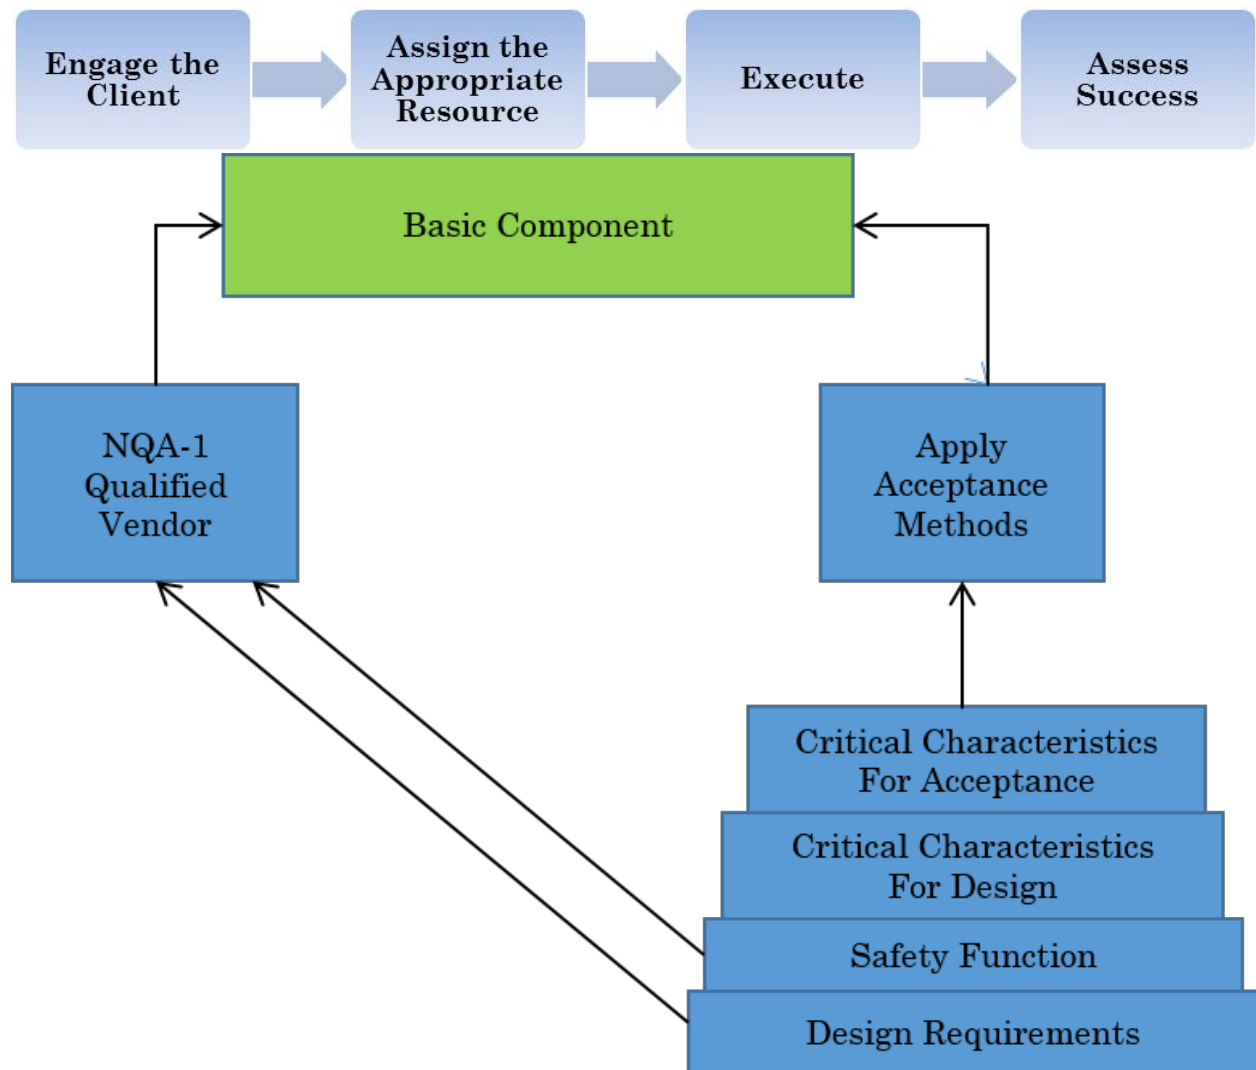 Engage the
Client
Assign the
Appropriate
Resource
Execute
Assess
Success
Basic Component
NQA-1
Qualified
Vendor
Apply
Acceptance
Methods
Critical Characteristics
For Acceptance
Critical Characteristics
For Design
Safety Function
Design Requirements